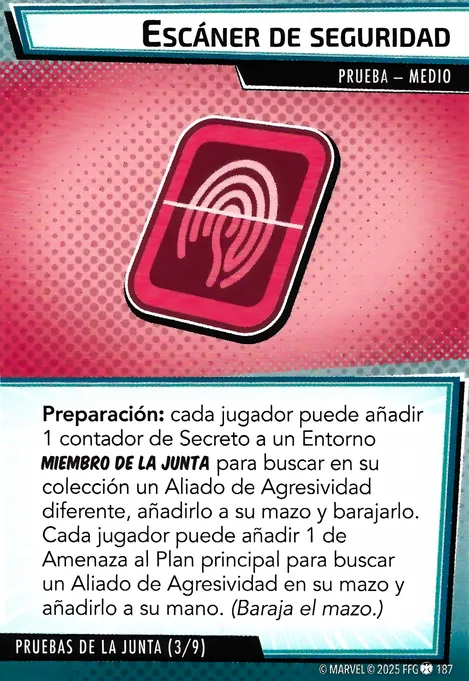 ESCÁNER DE SEGURIDAD
PRUEBA – MEDIO
Preparación: cada jugador puede añadir
1 contador de Secreto a un Entorno
MIEMBRO DE LA JUNTA para buscar en su
colección un Aliado de Agresividad
diferente, añadirlo a su mazo y barajarlo.
Cada jugador puede añadir 1 de
Amenaza al Plan principal para buscar
un Aliado de Agresividad en su mazo y
añadirlo a su mano. (Baraja el mazo.)
PRUEBAS DE LA JUNTA (3/9)
© MARVEL © 2025 FFG 187